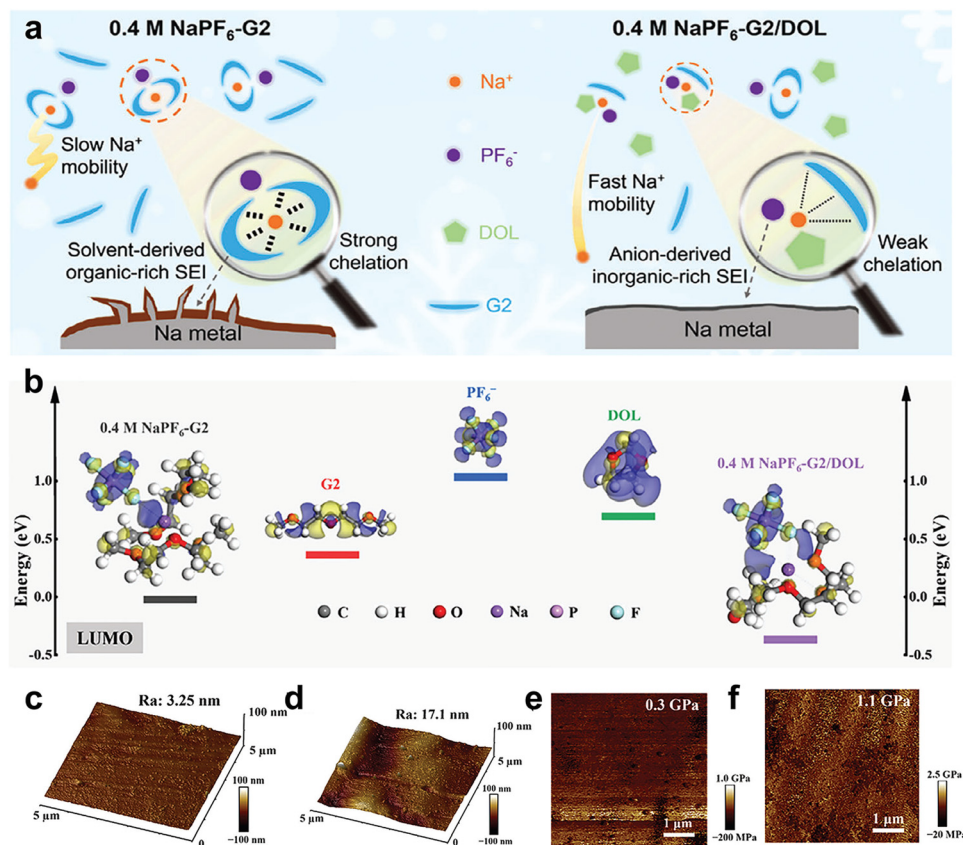 a
0.4 M NaPF₆-G2
0.4 M NaPF₆-G2/DOL
Slow Na⁺
mobility
Solvent-derived
organic-rich SEI
Strong
chelation
Na metal
Na⁺
PF₆⁻
DOL
G2
Fast Na⁺
mobility
Anion-derived
inorganic-rich SEI
Weak
chelation
Na metal
b
Energy (eV)
1.0
0.5
0.0
-0.5
0.4 M NaPF₆-G2
G2
PF₆⁻
DOL
0.4 M NaPF₆-G2/DOL
C H O Na P F
LUMO
1.0
0.5
0.0
-0.5
Energy (eV)
c
Ra: 3.25 nm
100 nm
5 µm
5 µm
0
100 nm
−100 nm
d
Ra: 17.1 nm
100 nm
5 µm
5 µm
0
100 nm
−100 nm
e
0.3 GPa
1 µm
1.0 GPa
−200 MPa
f
1.1 GPa
1 µm
2.5 GPa
−20 MPa